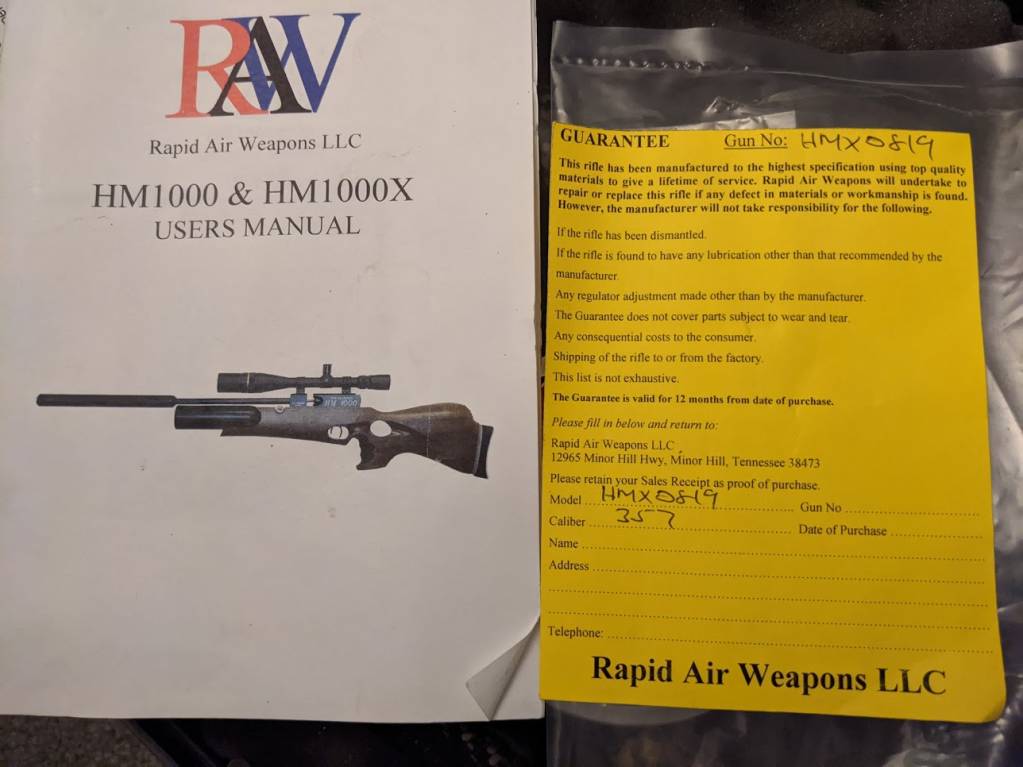 RAW
Rapid Air Weapons LLC
HM1000 & HM1000X
USERS MANUAL
GUARANTEE Gun No: HMX0819
This rifle has been manufactured to the highest specification using top quality
materials to give a lifetime of service. Rapid Air Weapons will undertake to
repair or replace this rifle if any defect in materials or workmanship is found.
However, the manufacturer will not take responsibility for the following.
If the rifle has been dismantled.
If the rifle is found to have any lubrication other than that recommended by the
manufacturer.
Any regulator adjustment made other than by the manufacturer.
The Guarantee does not cover parts subject to wear and tear.
Any consequential costs to the consumer.
Shipping of the rifle to or from the factory.
This list is not exhaustive.
The Guarantee is valid for 12 months from date of purchase.
Please fill in below and return to:
Rapid Air Weapons LLC
12965 Minor Hill Hwy, Minor Hill, Tennessee 38473
Please retain your Sales Receipt as proof of purchase.
Model HMX0819 Gun No
Caliber 357 Date of Purchase
Name
Address
Telephone:
Rapid Air Weapons LLC